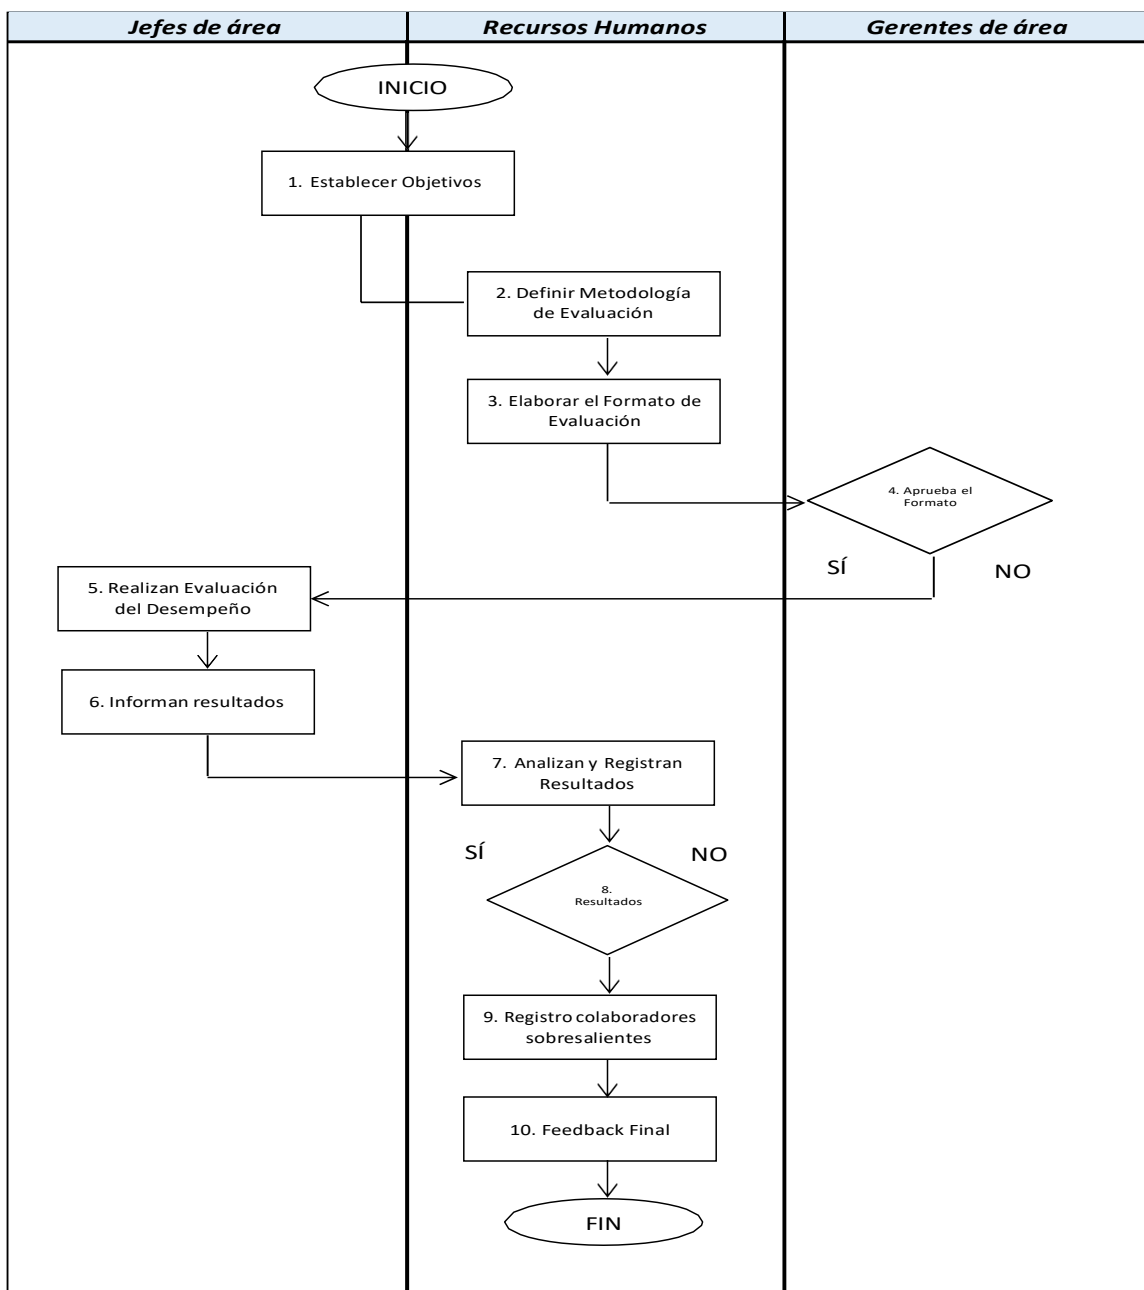 Jefes de área
Recursos Humanos
Gerentes de área
INICIO
1. Establecer Objetivos
2. Definir Metodología
de Evaluación
3. Elaborar el Formato de
Evaluación
4. Aprueba el
Formato
SÍ
NO
5. Realizan Evaluación
del Desempeño
6. Informan resultados
7. Analizan y Registran
Resultados
SÍ
NO
8.
Resultados
9. Registro colaboradores
sobresalientes
10. Feedback Final
FIN